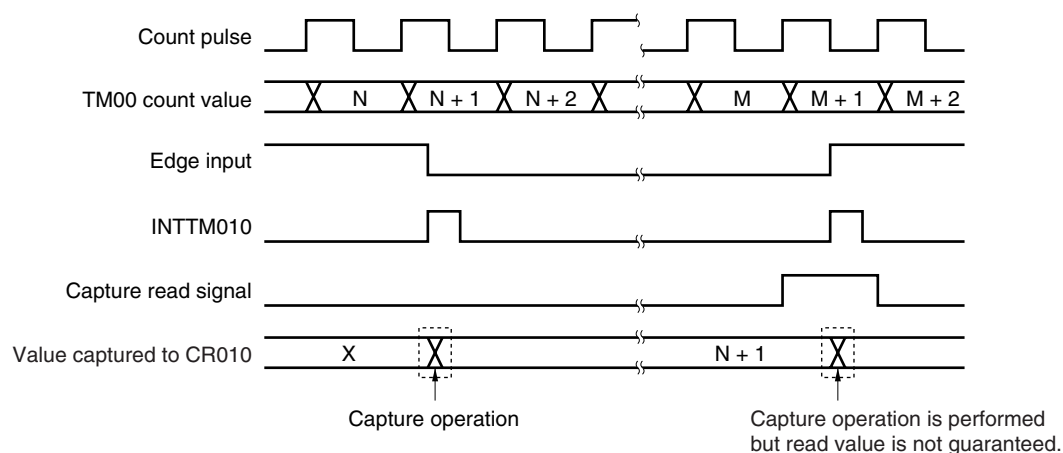 Count pulse
TM00 count value
N
N + 1
N + 2
M
M + 1
M + 2
Edge input
INTTM010
Capture read signal
Value captured to CR010
X
N + 1
Capture operation
Capture operation is performed
but read value is not guaranteed.